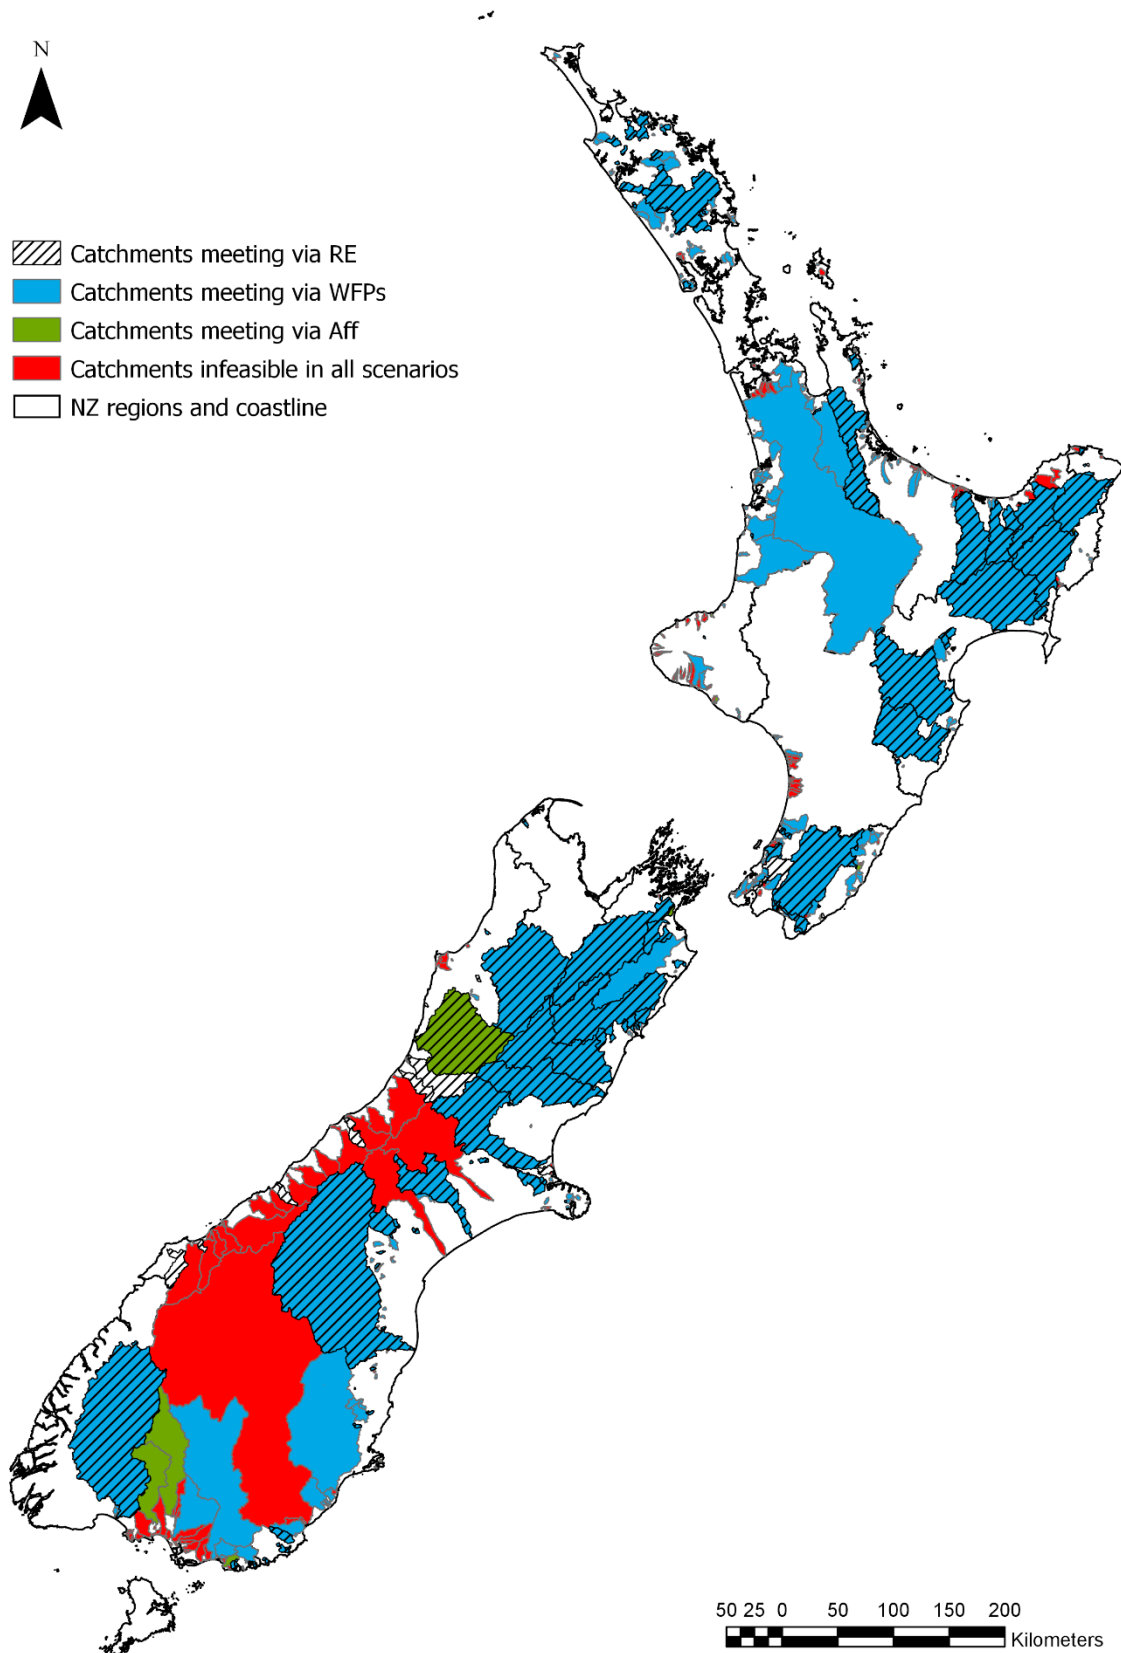 N
Catchments meeting via RE
Catchments meeting via WFPs
Catchments meeting via Aff
Catchments infeasible in all scenarios
NZ regions and coastline
50 25 0 50 100 150 200
Kilometers